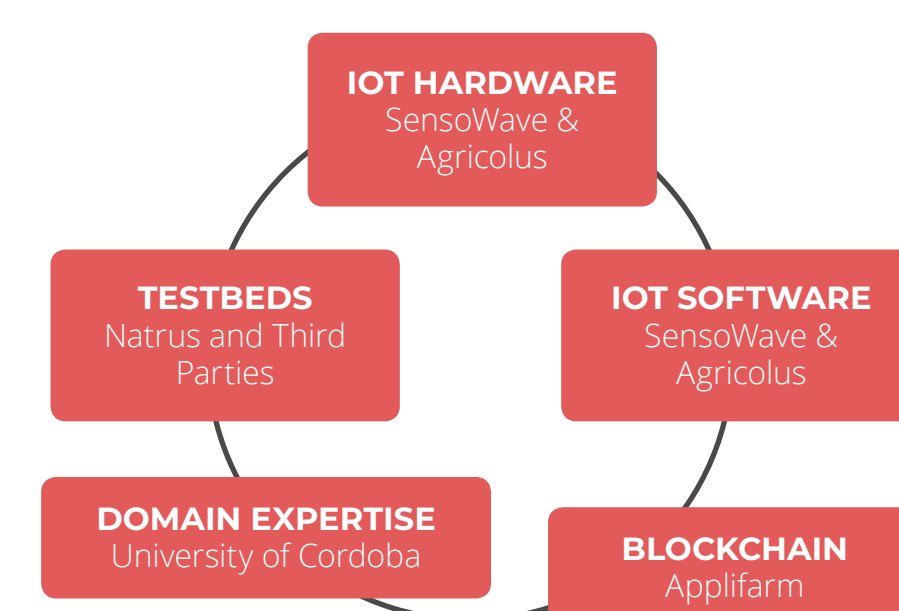 IOT HARDWARE
SensoWave &
Agricolus
TESTBEDS
Natrus and Third
Parties
IOT SOFTWARE
SensoWave &
Agricolus
DOMAIN EXPERTISE
University of Cordoba
BLOCKCHAIN
Applifarm